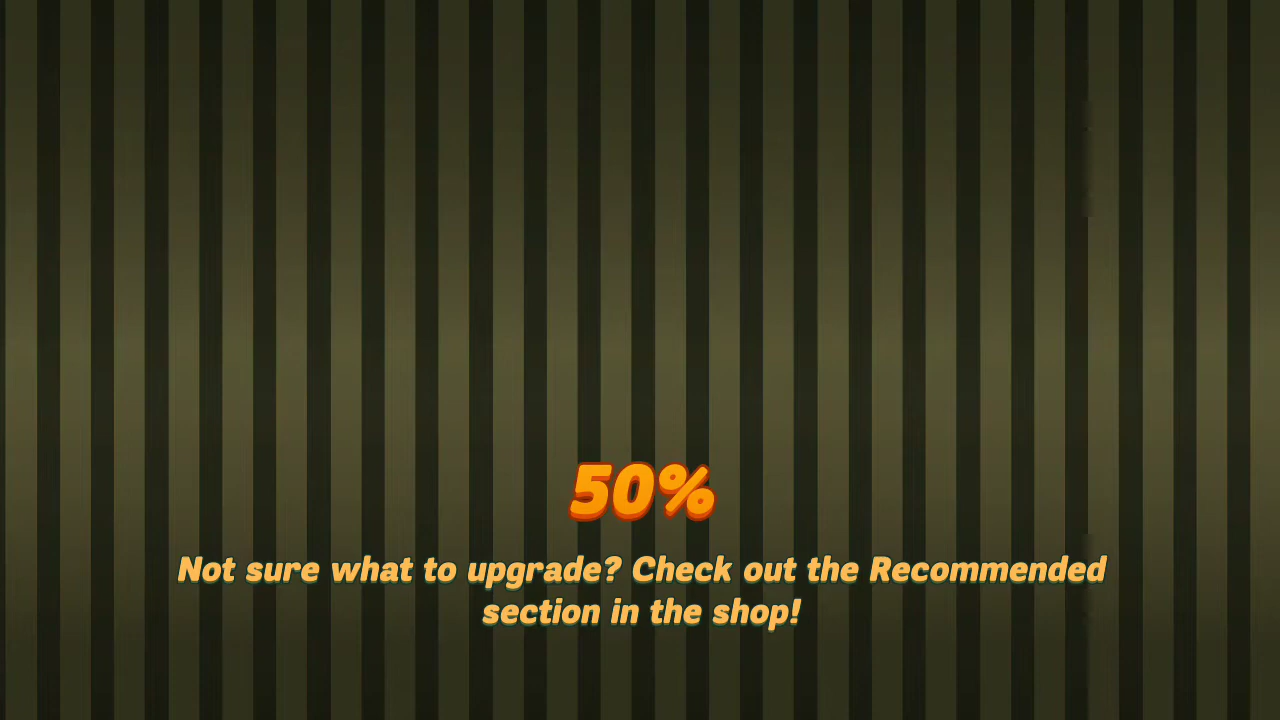 50%
Not sure what to upgrade? Check out the Recommended
section in the shop!